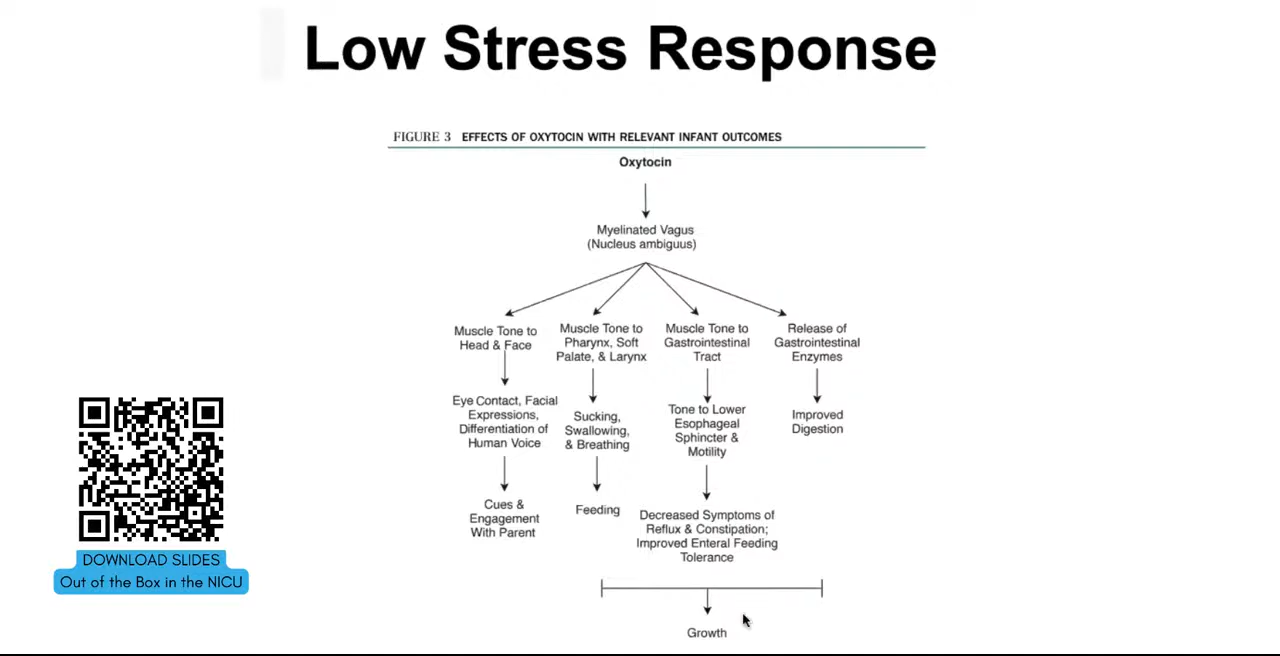 Low Stress Response
FIGURE 3 EFFECTS OF OXYTOCIN WITH RELEVANT INFANT OUTCOMES
Oxytocin
Myelinated Vagus
(Nucleus ambiguus)
Muscle Tone to
Head & Face
Muscle Tone to
Pharynx, Soft
Palate, & Larynx
Muscle Tone to
Gastrointestinal
Tract
Release of
Gastrointestinal
Enzymes
Eye Contact, Facial
Expressions,
Differentiation of
Human Voice
Sucking,
Swallowing,
& Breathing
Tone to Lower
Esophageal
Sphincter &
Motility
Improved
Digestion
Cues &
Engagement
With Parent
Feeding
Decreased Symptoms of
Reflux & Constipation;
Improved Enteral Feeding
Tolerance
Growth
DOWNLOAD SLIDES
Out of the Box in the NICU